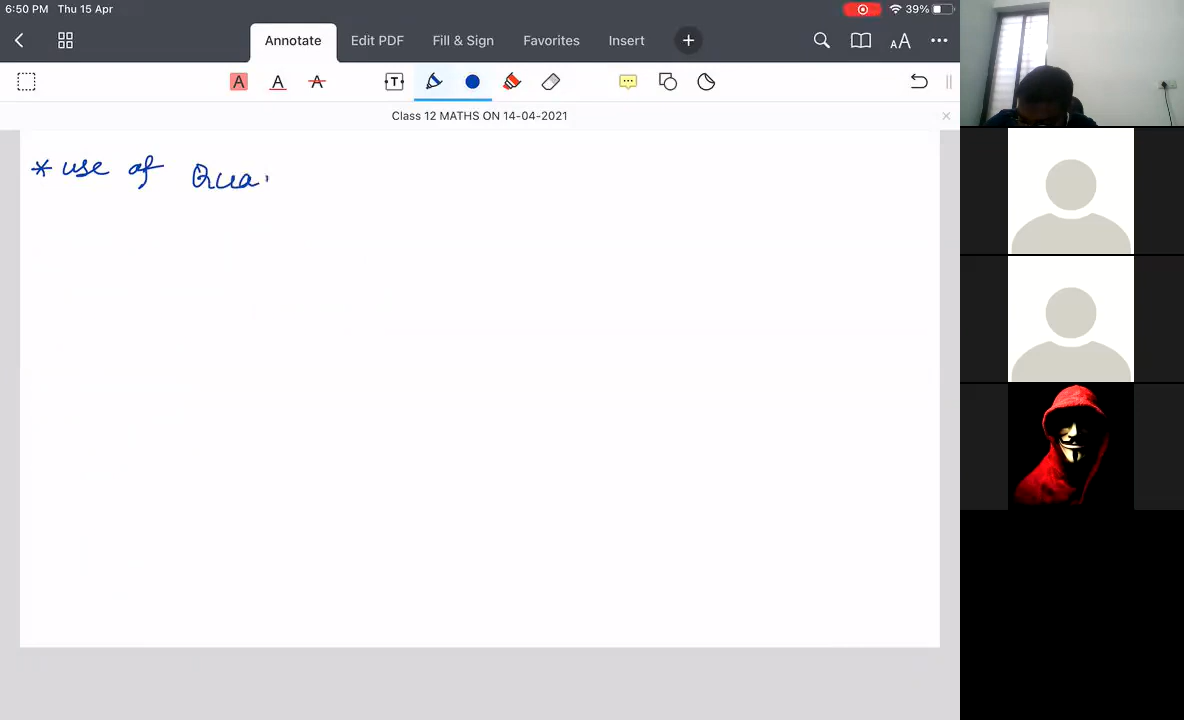 6:50 PM Thu 15 Apr
39%
Annotate Edit PDF Fill & Sign Favorites Insert
Class 12 MATHS ON 14-04-2021
* use of Qua